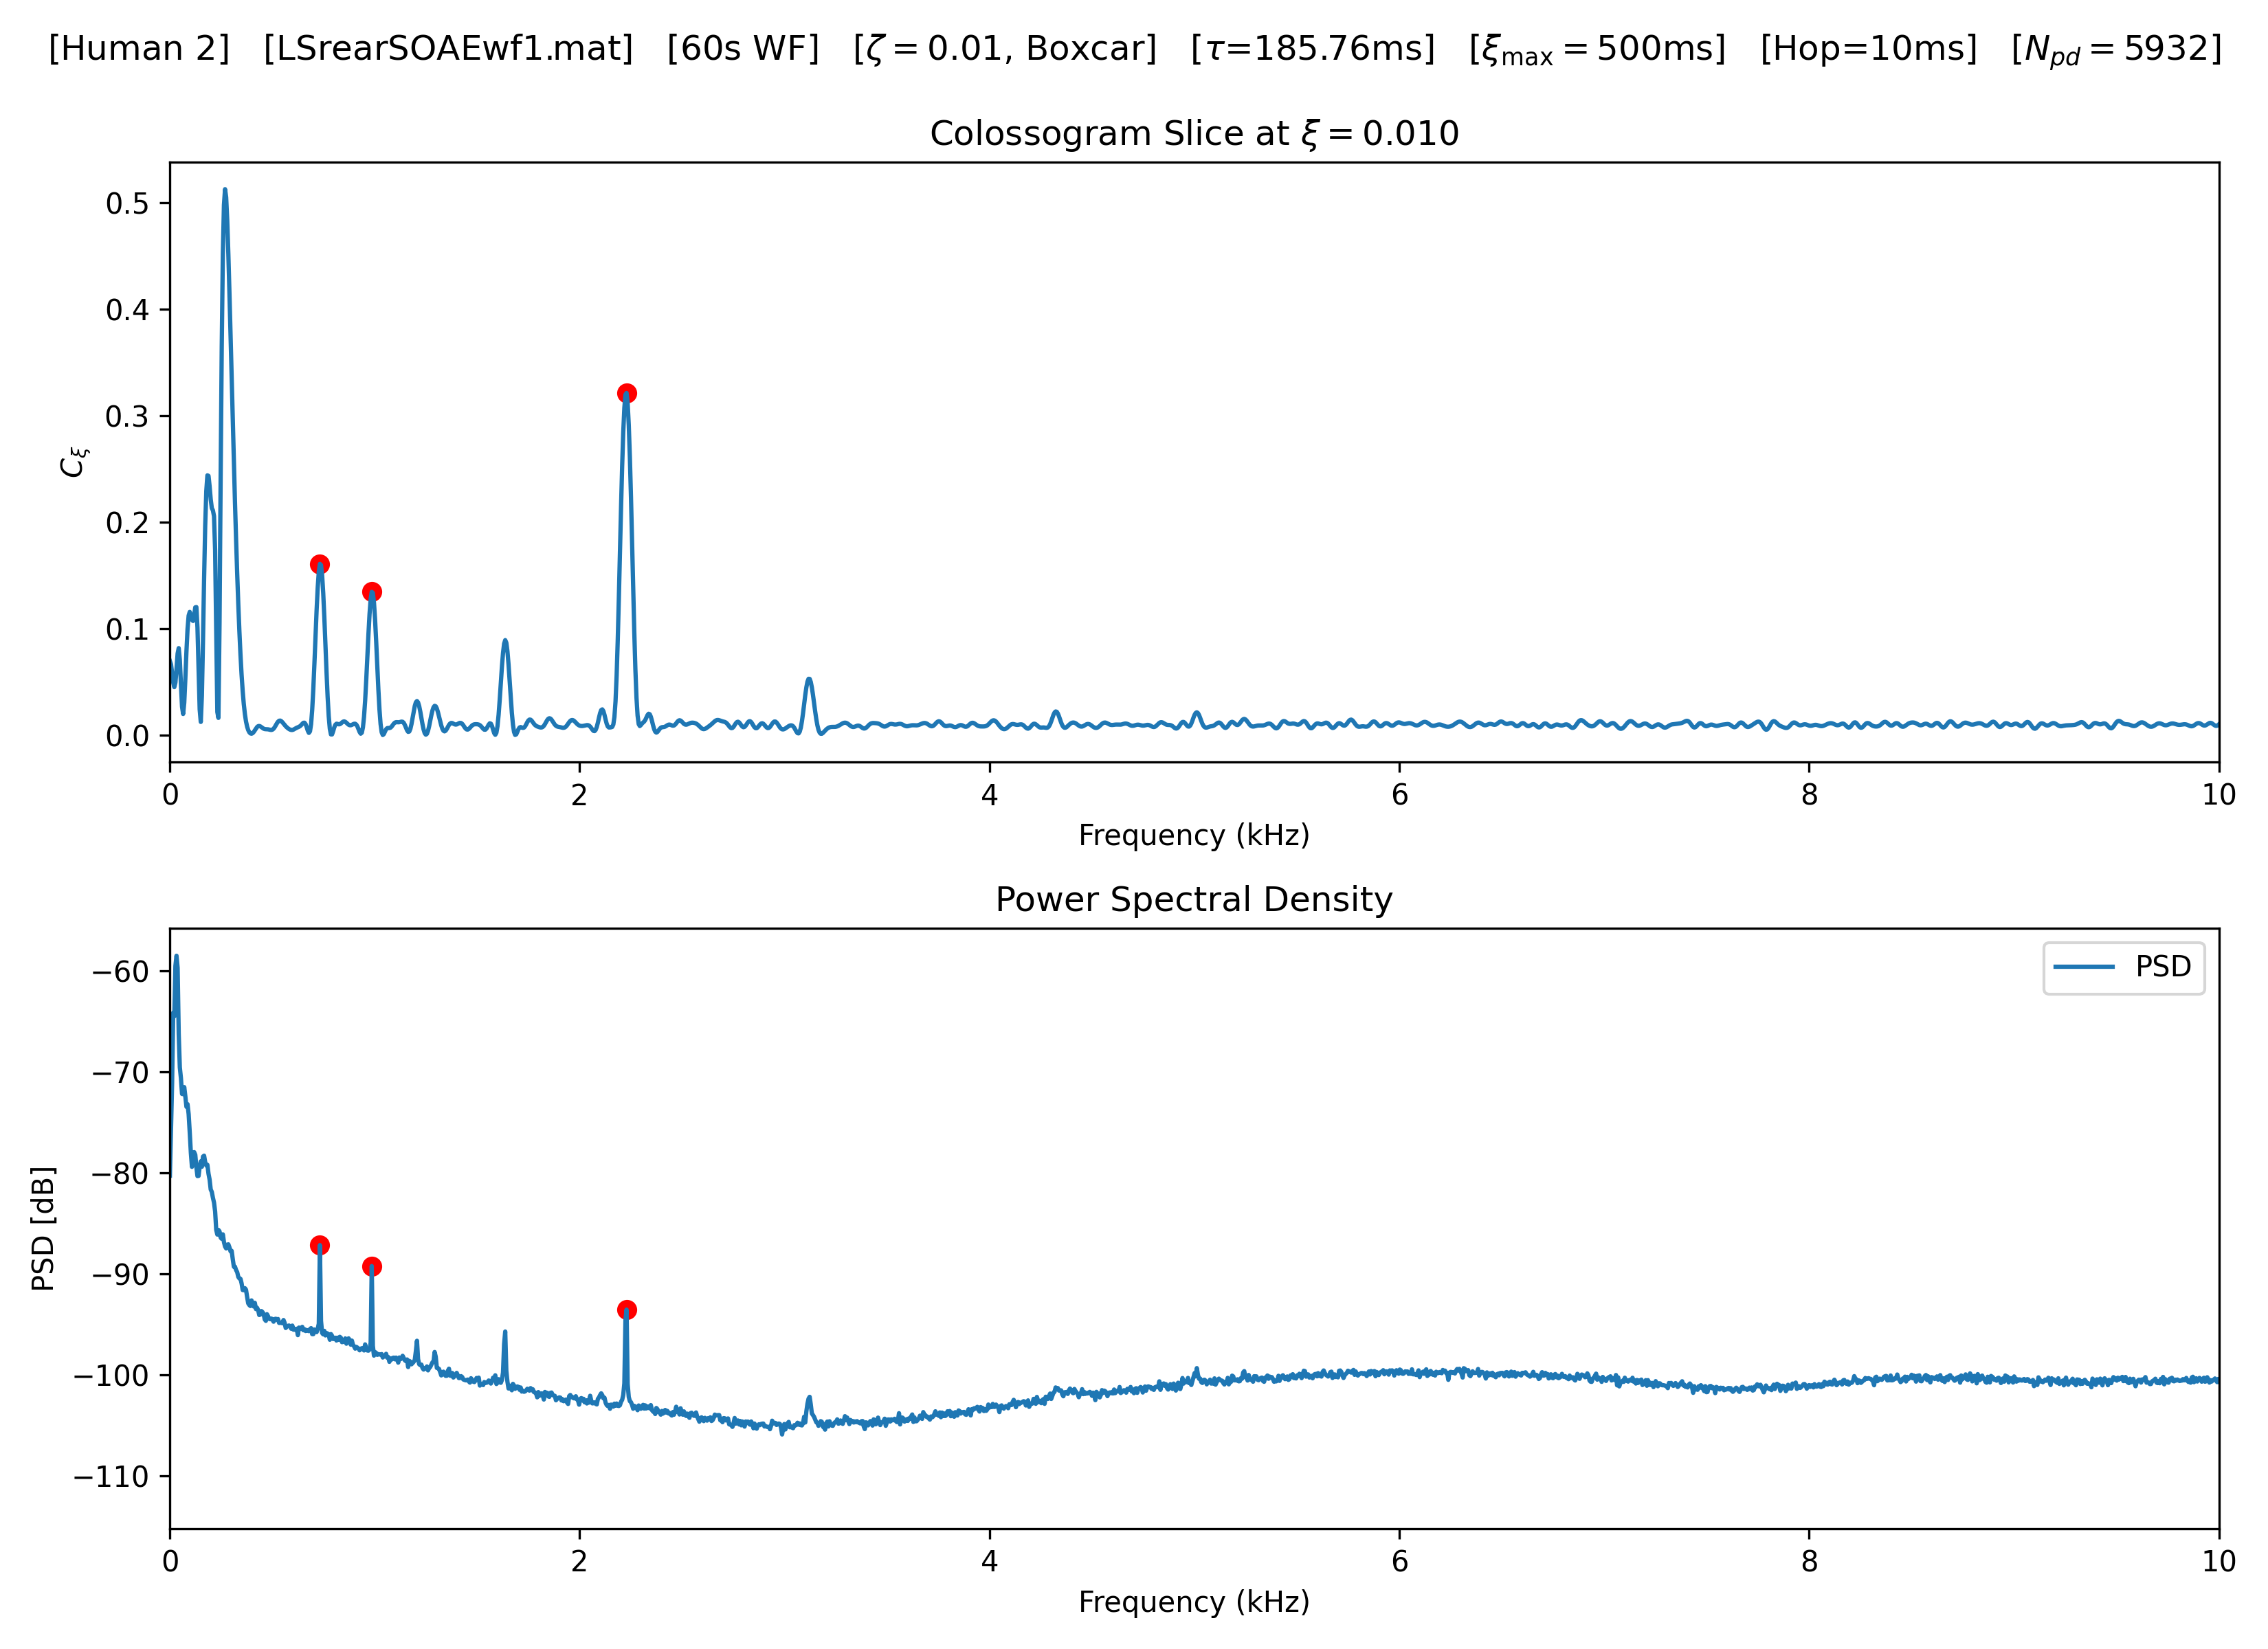 [Human 2] [LSrearSOAEwf1.mat] [60s WF] [ζ = 0.01, Boxcar] [τ=185.76ms] [ξmax = 500ms] [Hop=10ms] [Npd = 5932]
Colossogram Slice at ξ = 0.010
0.5
0.4
0.3
0.2
0.1
0.0
Cξ
0 2 4 6 8 10
Frequency (kHz)
Power Spectral Density
PSD
−60
−70
−80
−90
−100
−110
PSD [dB]
0 2 4 6 8 10
Frequency (kHz)